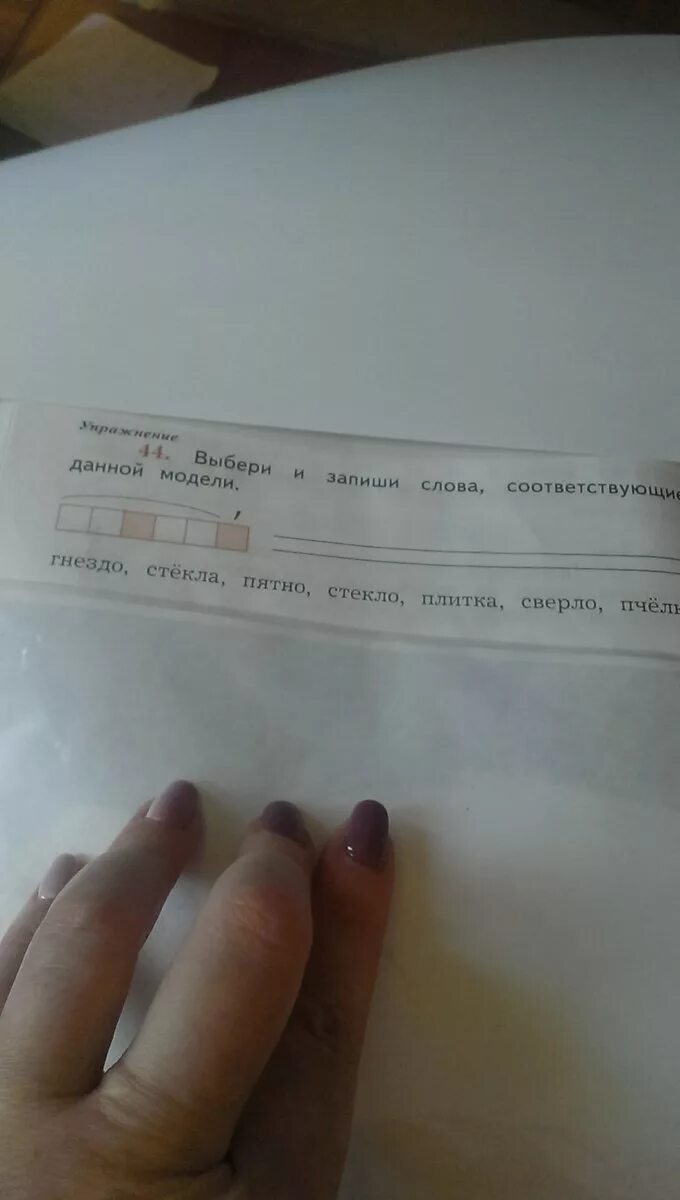 Упражнение
44. Выбери и запиши слова, соответствующие
данной модели.
гнездо, стёкла, пятно, стекло, плитка, сверло,